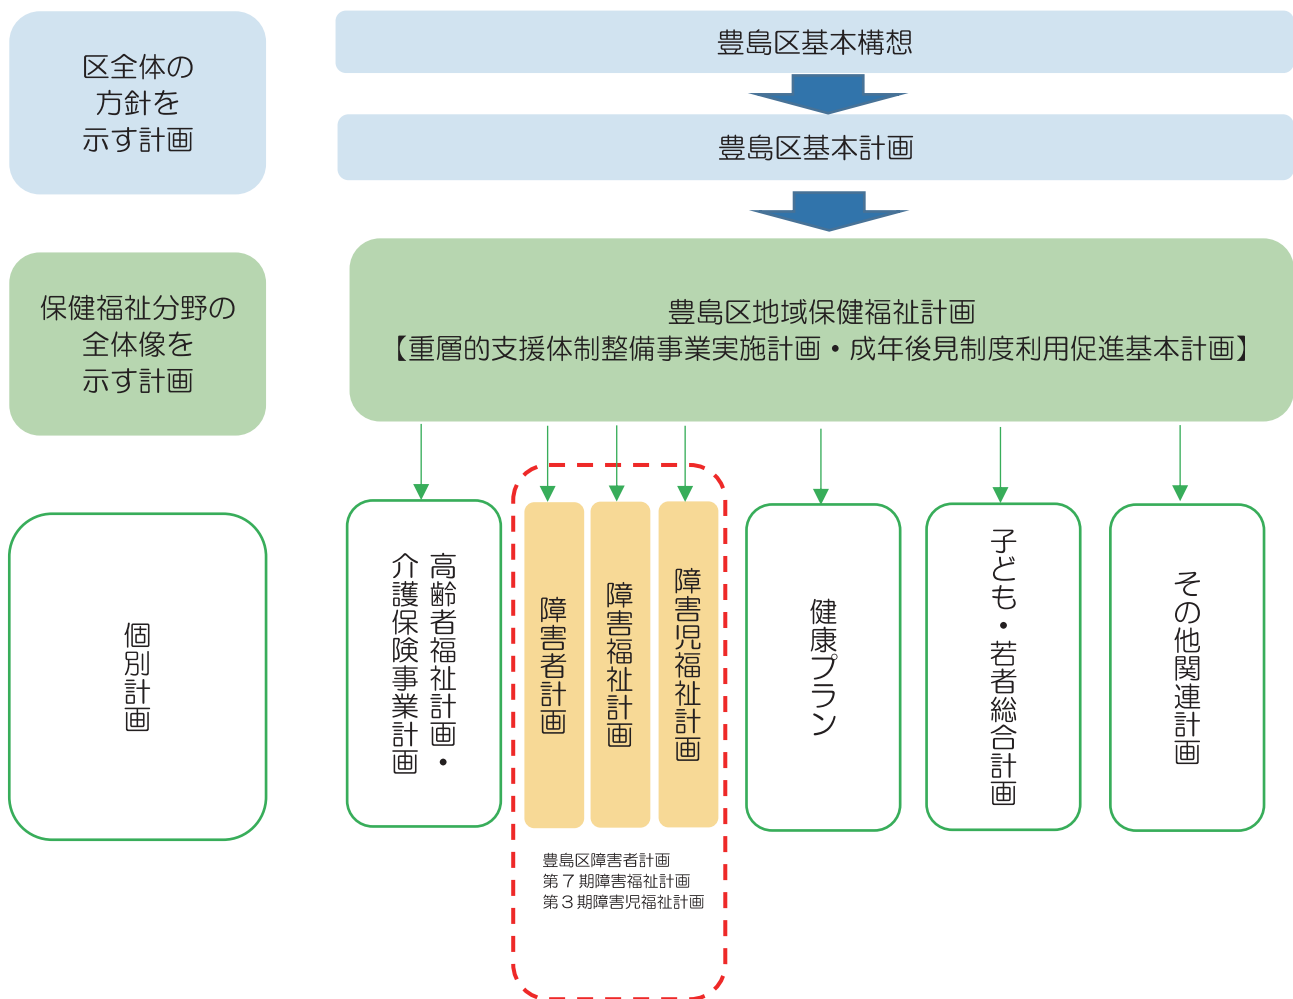 区全体の
方針を
示す計画
豊島区基本構想
豊島区基本計画
保健福祉分野の
全体像を
示す計画
豊島区地域保健福祉計画
【重層的支援体制整備事業実施計画・成年後見制度利用促進基本計画】
個別計画
高齢者福祉計画・
介護保険事業計画
障害者計画
障害福祉計画
障害児福祉計画
健康プラン
子ども・若者総合計画
その他関連計画
豊島区障害者計画
第７期障害福祉計画
第３期障害児福祉計画